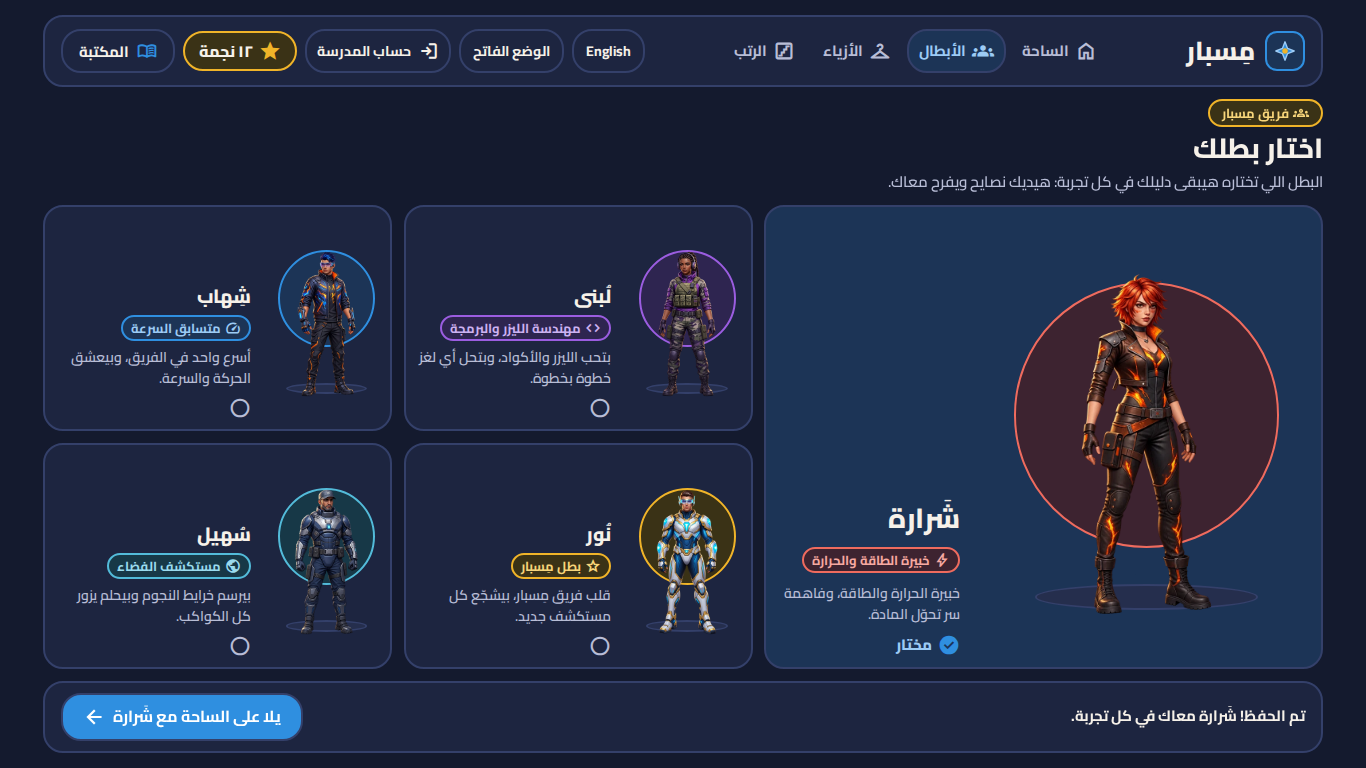 مِسبار
الساحة
الأبطال
الأزياء
الرتب
English
الوضع الفاتح
حساب المدرسة
١٢ نجمة
المكتبة
فريق مِسبار
اختار بطلك
البطل اللي تختاره هيبقى دليلك في كل تجربة: هيديك نصايح ويفرح معاك.
شَرارة
خبيرة الطاقة والحرارة
خبيرة الحرارة والطاقة، وفاهمة
سر تحوّل المادة.
مختار
لُبنى
مهندسة الليزر والبرمجة
بتحب الليزر والأكواد، وبتحل أي لغز
خطوة بخطوة.
شِهاب
متسابق السرعة
أسرع واحد في الفريق، وبيعشق
الحركة والسرعة.
نُور
بطل مِسبار
قلب فريق مِسبار، بيشجّع كل
مستكشف جديد.
سُهيل
مستكشف الفضاء
بيرسم خرايط النجوم وبيحلم يزور
كل الكواكب.
تم الحفظ! شَرارة معاك في كل تجربة.
يلا على الساحة مع شَرارة